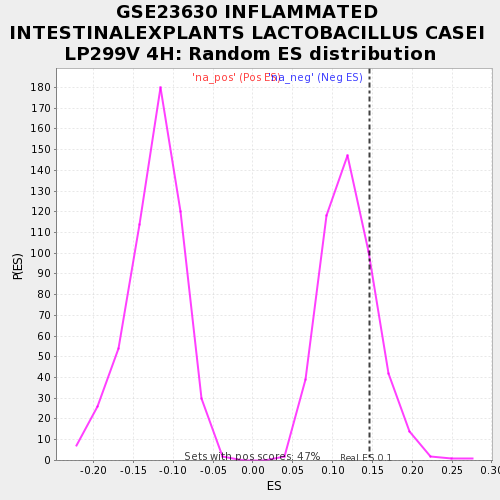 GSE23630 INFLAMMATED
INTESTINALEXPLANTS LACTOBACILLUS CASEI
LP299V 4H: Random ES distribution
'na_pos' (Pos ES) 'na_neg' (Neg ES)
180
170
160
150
140
130
120
110
100
90
80
70
60
50
40
30
20
10
0
P(ES)
Sets with pos scores: 47%
Real ES 0.1
-0.20 -0.15 -0.10 -0.05 0.00 0.05 0.10 0.15 0.20 0.25 0.30
ES